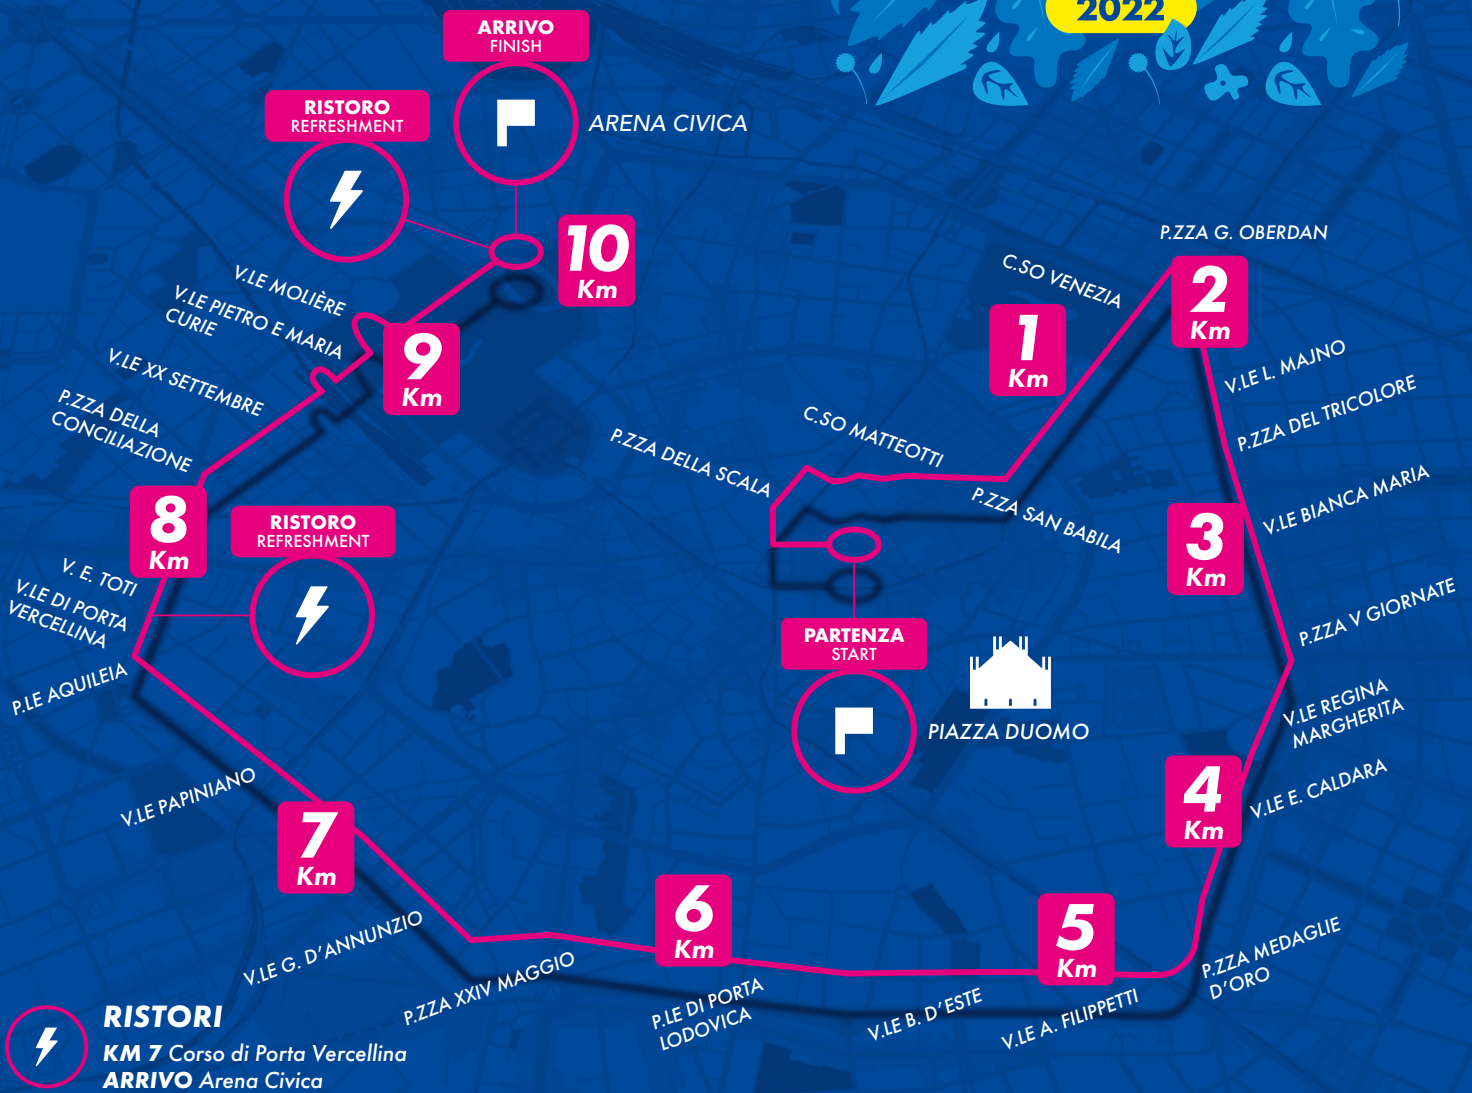 2022
ARRIVO
FINISH
ARENA CIVICA
RISTORO
REFRESHMENT
10
Km
P.ZZA G. OBERDAN
C.SO VENEZIA
2
Km
1
Km
V.LE MOLIÈRE
V.LE PIETRO E MARIA
CURIE
9
Km
V.LE XX SETTEMBRE
P.ZZA DELLA
CONCILIAZIONE
V.LE L. MAJNO
P.ZZA DEL TRICOLORE
C.SO MATTEOTTI
P.ZZA DELLA SCALA
P.ZZA SAN BABILA
V.LE BIANCA MARIA
8
Km
RISTORO
REFRESHMENT
3
Km
V. E. TOTI
V.LE DI PORTA
VERCELLINA
P.LE AQUILEIA
PARTENZA
START
PIAZZA DUOMO
P.ZZA V GIORNATE
V.LE REGINA
MARGHERITA
4
Km
V.LE E. CALDARA
V.LE PAPINIANO
7
Km
6
Km
5
Km
V.LE G. D'ANNUNZIO
P.ZZA XXIV MAGGIO
P.LE DI PORTA
LODOVICA
V.LE B. D'ESTE
V.LE A. FILIPPETTI
P.ZZA MEDAGLIE
D'ORO
RISTORI
KM 7 Corso di Porta Vercellina
ARRIVO Arena Civica